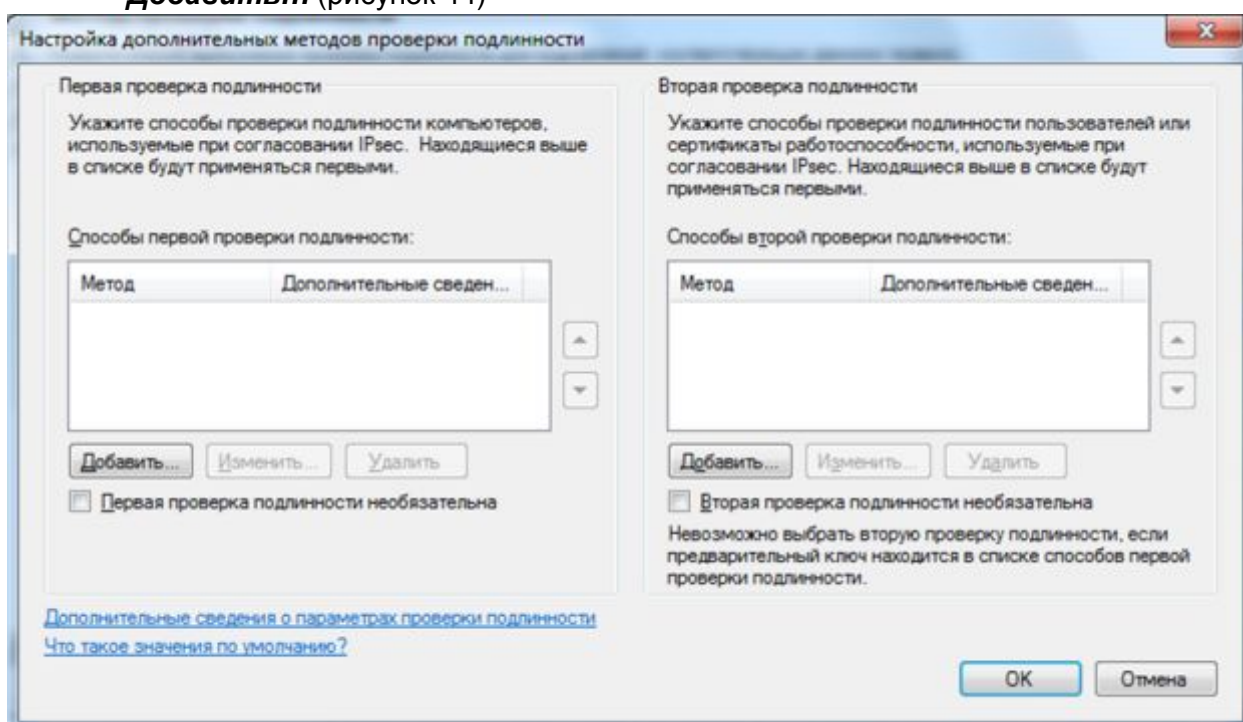 Добавить (рисунок 44)
Настройка дополнительных методов проверки подлинности
Первая проверка подлинности
Укажите способы проверки подлинности компьютеров,
используемые при согласовании IPsec. Находящиеся выше
в списке будут применяться первыми.
Способы первой проверки подлинности:
Метод Дополнительные сведен...
Добавить... Изменить... Удалить
Первая проверка подлинности необязательна
Вторая проверка подлинности
Укажите способы проверки подлинности пользователей или
сертификаты работоспособности, используемые при
согласовании IPsec. Находящиеся выше в списке будут
применяться первыми.
Способы второй проверки подлинности:
Метод Дополнительные сведен...
Добавить... Изменить... Удалить
Вторая проверка подлинности необязательна
Невозможно выбрать вторую проверку подлинности, если
предварительный ключ находится в списке способов первой
проверки подлинности.
Дополнительные сведения о параметрах проверки подлинности
Что такое значения по умолчанию?
OK Отмена